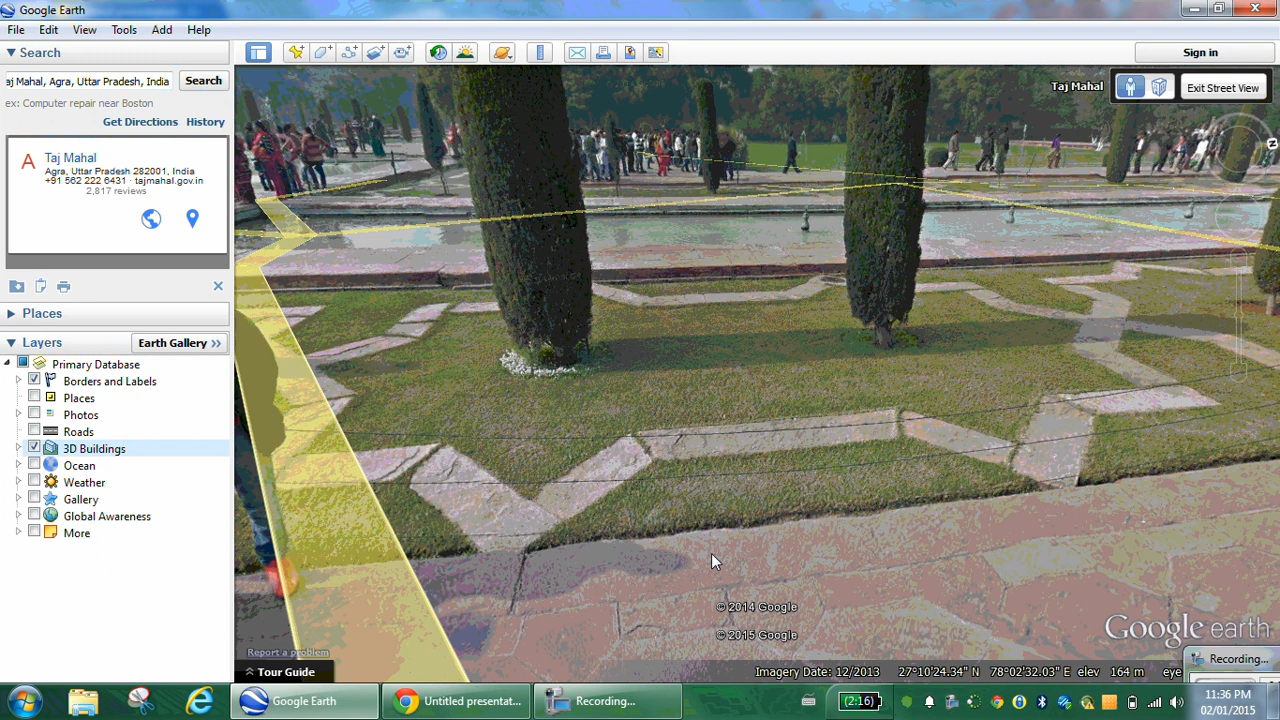 Google Earth
File Edit View Tools Add Help
Search
Sign in
aj Mahal, Agra, Uttar Pradesh, India
Search
ex: Computer repair near Boston
Get Directions History
A
Taj Mahal
Agra, Uttar Pradesh 282001, India
+91 562 222 6431 · tajmahal.gov.in
2,817 reviews
Places
Layers
Earth Gallery >>
Primary Database
Borders and Labels
Places
Photos
Roads
3D Buildings
Ocean
Weather
Gallery
Global Awareness
More
Taj Mahal
Exit Street View
© 2014 Google
© 2015 Google
Google earth
Report a problem
Tour Guide
Imagery Date: 12/2013 27°10'24.34" N 78°02'32.03" E elev 164 m eye
Recording...
Google Earth
Untitled presentat...
Recording...
(2:16)
11:36 PM
02/01/2015